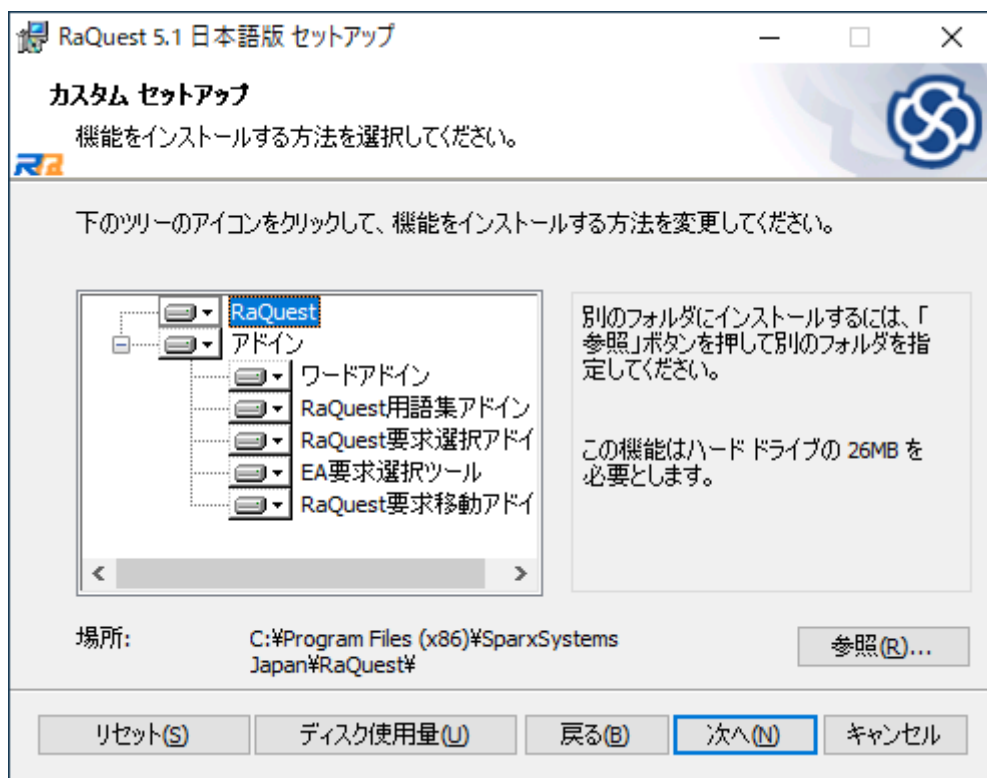 RaQuest 5.1 日本語版 セットアップ
カスタム セットアップ
機能をインストールする方法を選択してください。
Ra
下のツリーのアイコンをクリックして、機能をインストールする方法を変更してください。
RaQuest
アドイン
ワードアドイン
RaQuest用語集アドイン
RaQuest要求選択アドイ
EA要求選択ツール
RaQuest要求移動アドイ
別のフォルダにインストールするには、「
参照」ボタンを押して別のフォルダを指
定してください。
この機能はハード ドライブの 26MB を
必要とします。
場所:
C:¥Program Files (x86)¥SparxSystems
Japan¥RaQuest¥
参照(R)...
リセット(S)
ディスク使用量(U)
戻る(B)
次へ(N)
キャンセル